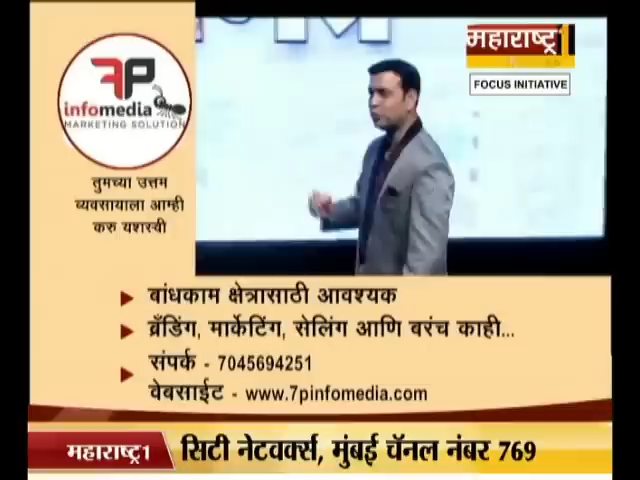 7P
infomedia
MARKETING SOLUTION
तुमच्या उत्तम
व्यवसायाला आम्ही
करु यशस्वी
महाराष्ट्र 1
FOCUS INITIATIVE
बांधकाम क्षेत्रासाठी आवश्यक
ब्रँडिंग, मार्केटिंग, सेलिंग आणि बरंच काही...
संपर्क - 7045694251
वेबसाईट - www.7pinfomedia.com
महाराष्ट्र1
सिटी नेटवर्क्स, मुंबई चॅनल नंबर 769